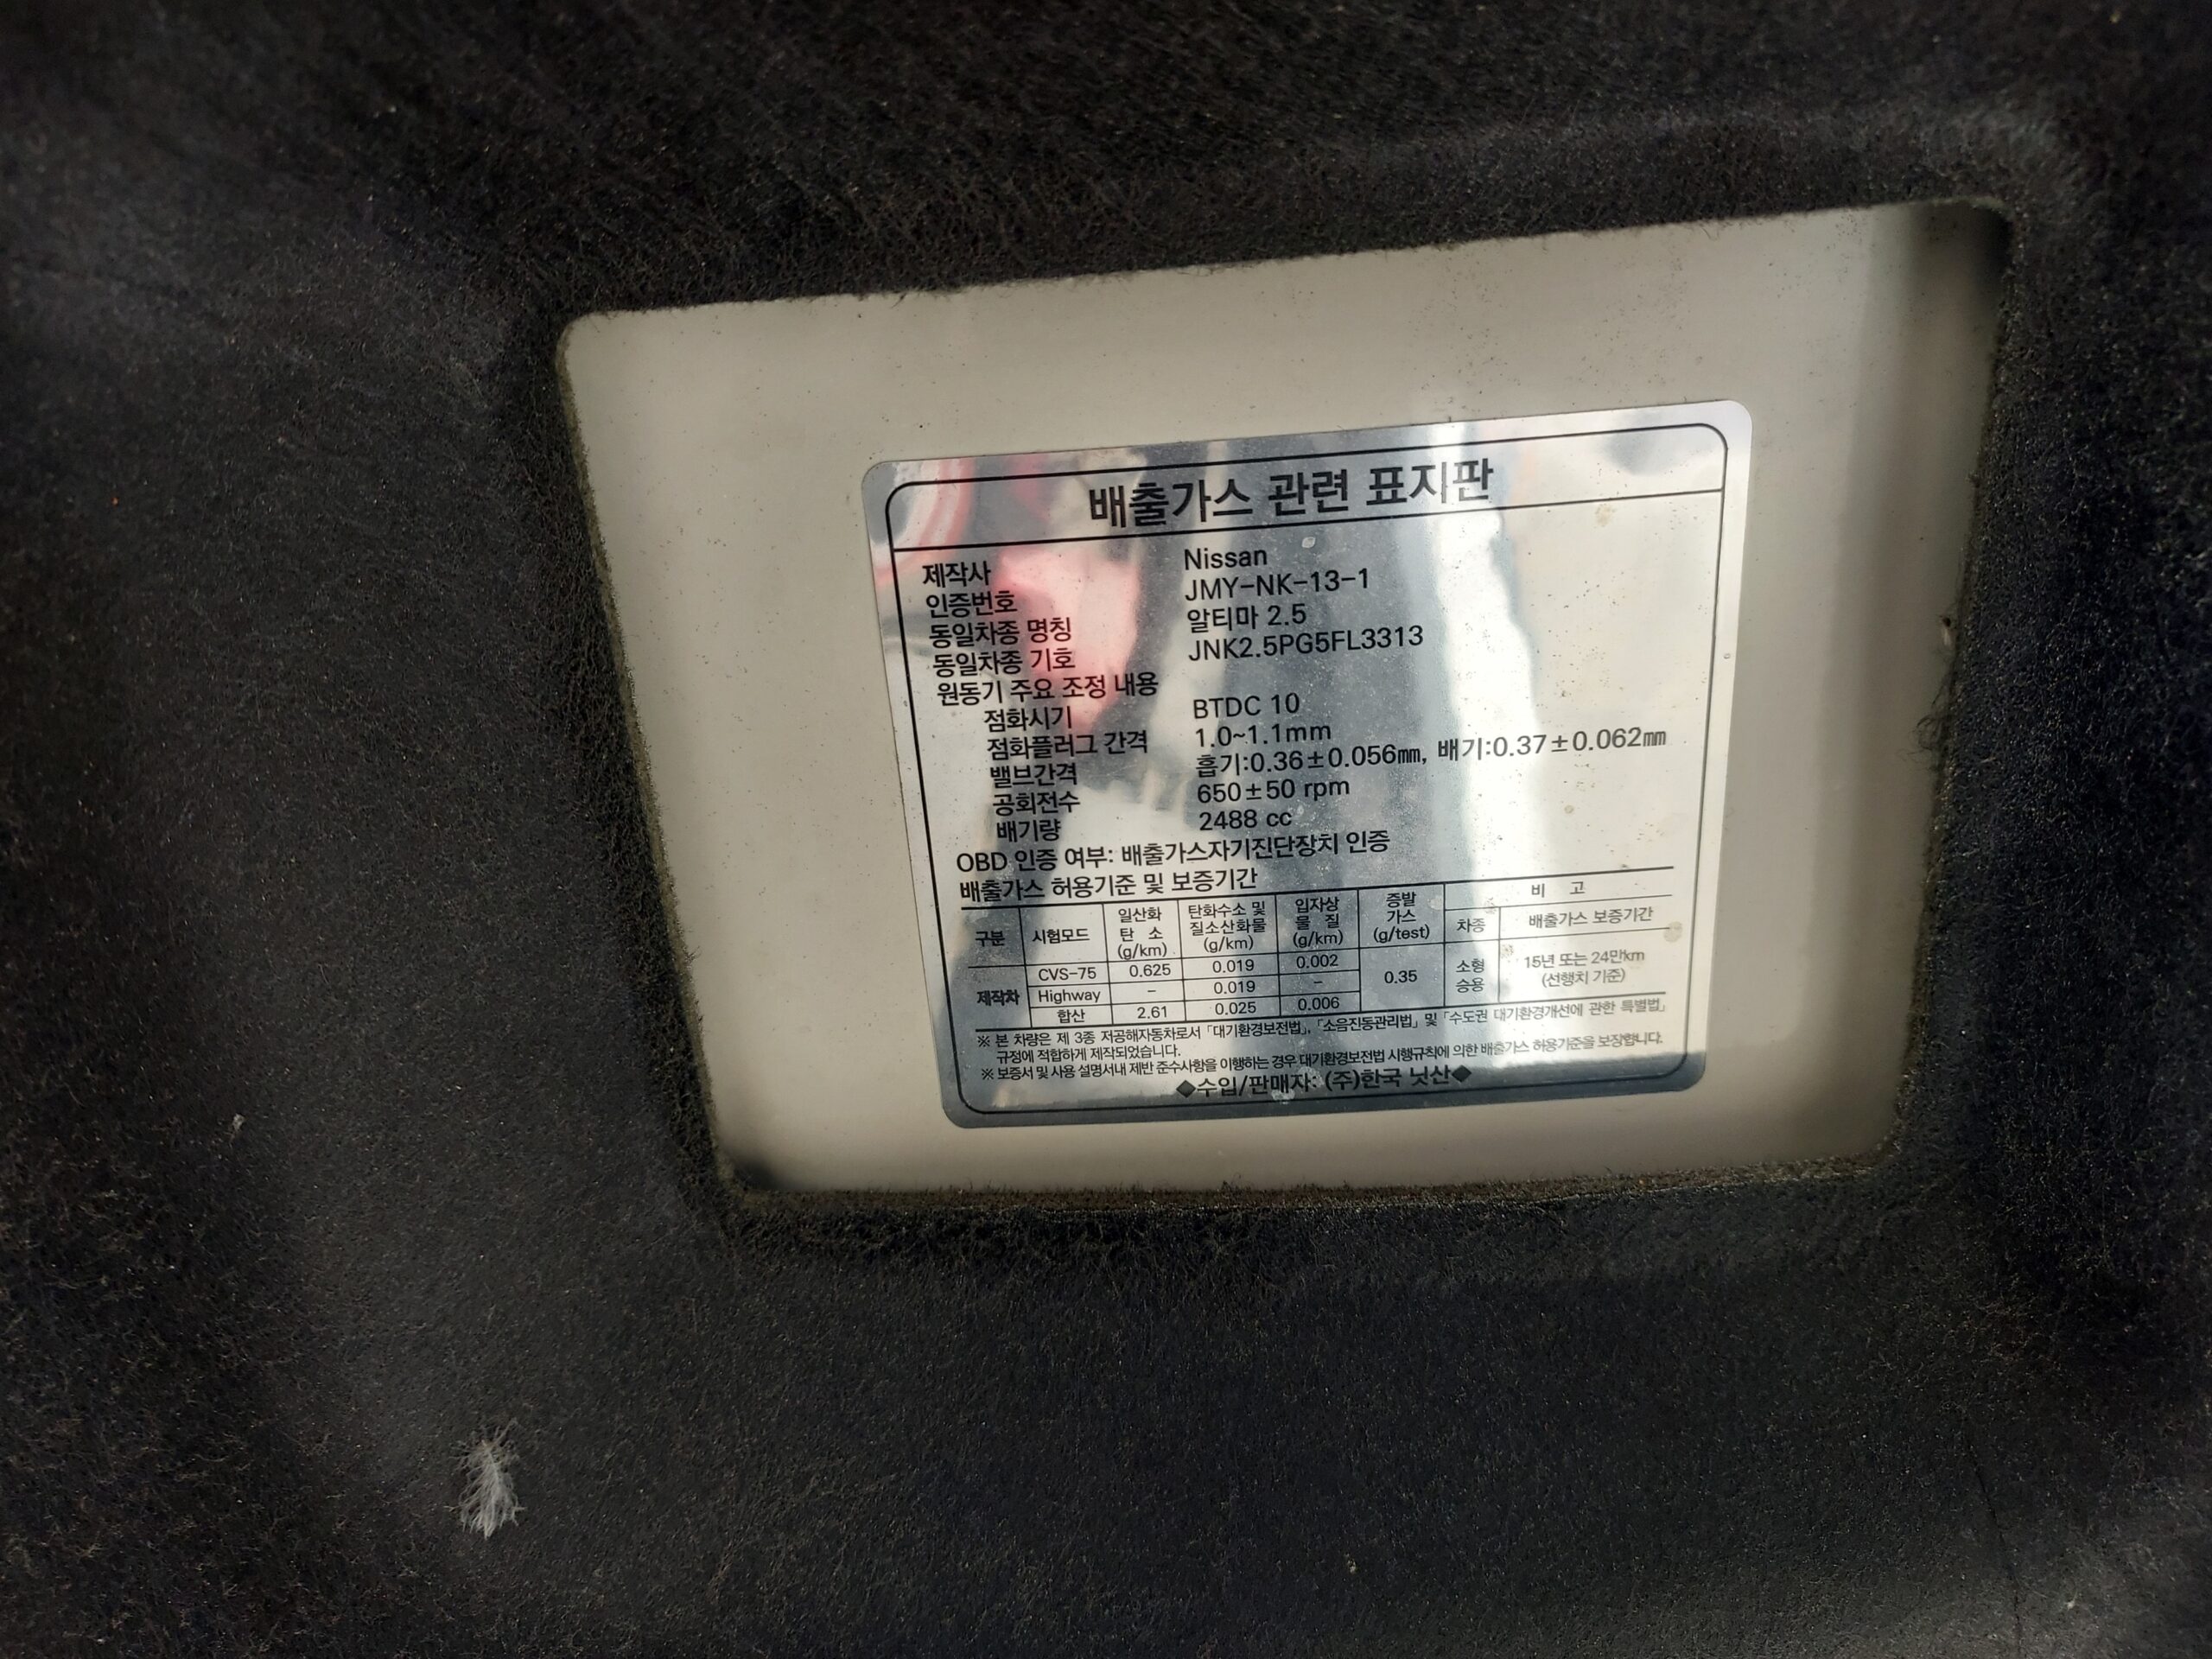 배출가스 관련 표지판
제작사 Nissan
인증번호 JMY-NK-13-1
동일차종 명칭 알티마 2.5
동일차종 기호 JNK2.5PG5FL3313
원동기 주요 조정 내용
점화시기 BTDC 10
점화플러그 간격 1.0~1.1mm
밸브간격 흡기:0.36±0.056㎜, 배기:0.37±0.062㎜
공회전수 650±50 rpm
배기량 2488 cc
OBD 인증 여부: 배출가스자기진단장치 인증
배출가스 허용기준 및 보증기간
구분 시험모드 일산화 탄 소 (g/km) 탄화수소 및 질소산화물 (g/km) 입자상 물 질 (g/km) 증발 가스 (g/test) 비 고
차종 배출가스 보증기간
제작차 CVS-75 0.625 0.019 0.002 0.35 소형 승용 15년 또는 24만km (선행치 기준)
Highway - 0.019 -
합산 2.61 0.025 0.006
※ 본 차량은 제 3종 저공해자동차로서 「대기환경보전법」, 「소음진동관리법」 및 「수도권 대기환경개선에 관한 특별법」
규정에 적합하게 제작되었습니다.
※ 보증서 및 사용 설명서내 제반 준수사항을 이행하는 경우 대기환경보전법 시행규칙에 의한 배출가스 허용기준을 보장합니다.
◆수입/판매자: (주)한국 닛산◆